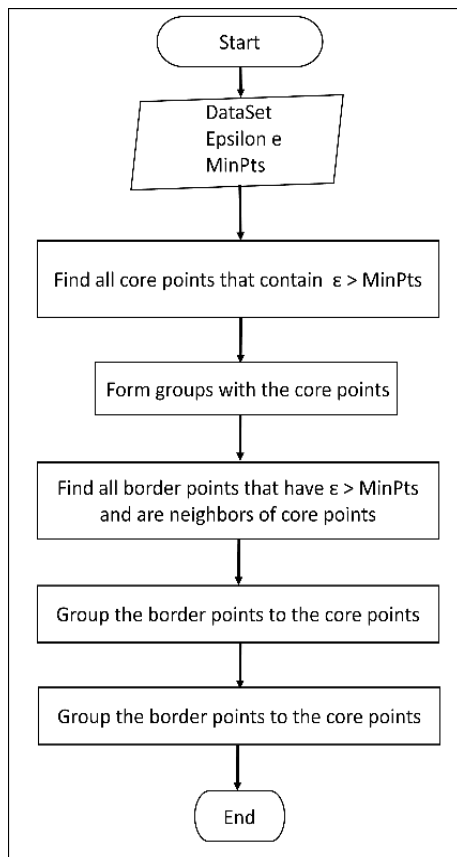 Start
DataSet
Epsilon e
MinPts
Find all core points that contain ε > MinPts
Form groups with the core points
Find all border points that have ε > MinPts
and are neighbors of core points
Group the border points to the core points
Group the border points to the core points
End